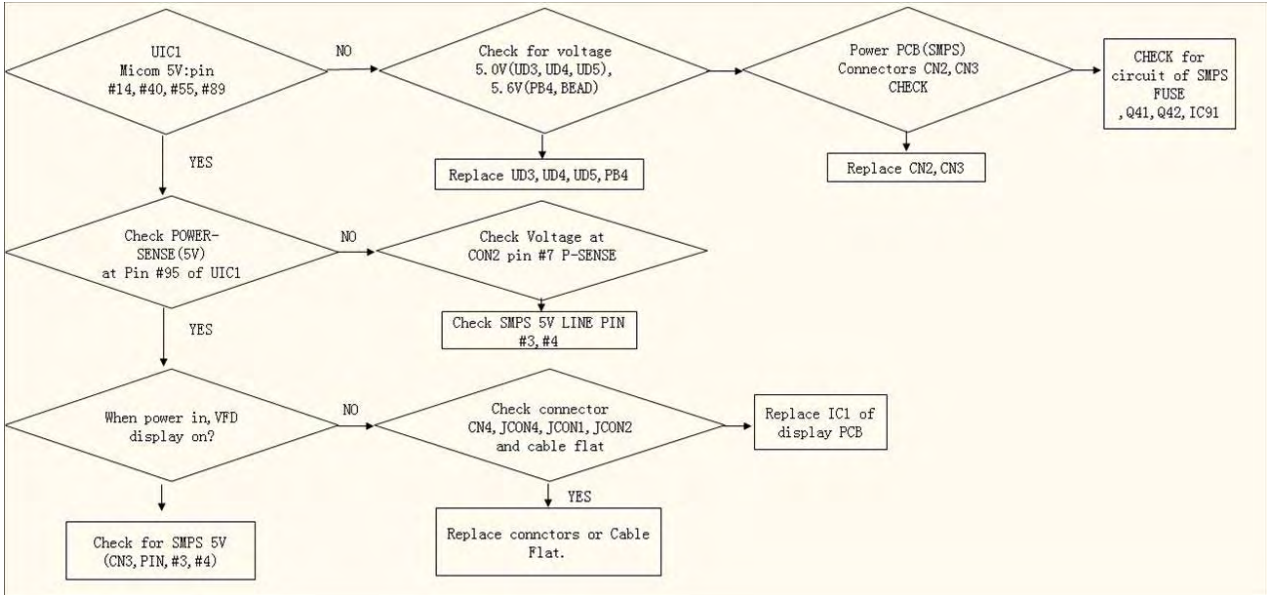 UIC1
Micom 5V:pin
#14,#40,#55,#89
NO
Check for voltage
5.0V(UD3,UD4,UD5),
5.6V(PB4,BEAD)
Power PCB(SMPS)
Connectors CN2,CN3
CHECK
CHECK for
circuit of SMPS
FUSE
,Q41,Q42,IC91
YES
Replace UD3,UD4,UD5,PB4
Replace CN2,CN3
Check POWER-
SENSE(5V)
at Pin #95 of UIC1
NO
Check Voltage at
CON2 pin #7 P-SENSE
YES
Check SMPS 5V LINE PIN
#3,#4
When power in,VFD
display on?
NO
Check connector
CN4,JCON4,JCON1,JCON2
and cable flat
Replace IC1 of
display PCB
YES
Check for SMPS 5V
(CN3,PIN,#3,#4)
Replace connctors or Cable
Flat.